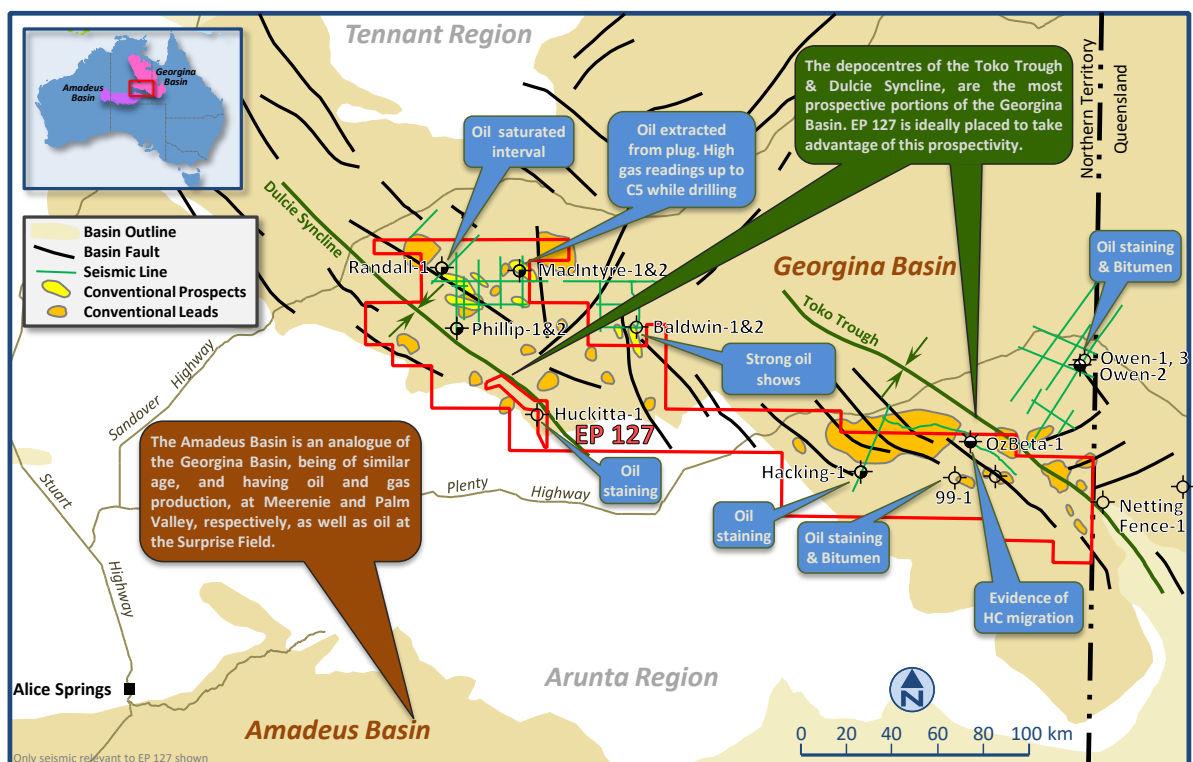 Tennant Region
Amadeus
Basin
Georgina
Basin
The depocentres of the Toko Trough
& Dulcie Syncline, are the most
prospective portions of the Georgina
Basin. EP 127 is ideally placed to take
advantage of this prospectivity.
Northern Territory
Queensland
Oil saturated
interval
Oil extracted
from plug. High
gas readings up to
C5 while drilling
Dulcie Syncline
Basin Outline
Basin Fault
Seismic Line
Conventional Prospects
Conventional Leads
Randall-1
MacIntyre-1&2
Georgina Basin
Oil staining
& Bitumen
Toko Trough
Phillip-1&2
Baldwin-1&2
Strong oil
shows
Owen-1, 3
Owen-2
Sandover Highway
Huckitta-1
EP 127
Oil
staining
OzBeta-1
Hacking-1
99-1
Netting
Fence-1
The Amadeus Basin is an analogue of
the Georgina Basin, being of similar
age, and having oil and gas
production, at Meerenie and Palm
Valley, respectively, as well as oil at
the Surprise Field.
Stuart
Highway
Plenty Highway
Oil
staining
Oil staining
& Bitumen
Evidence of
HC migration
Arunta Region
N
Alice Springs
Amadeus Basin
0 20 40 60 80 100 km
Only seismic relevant to EP 127 shown